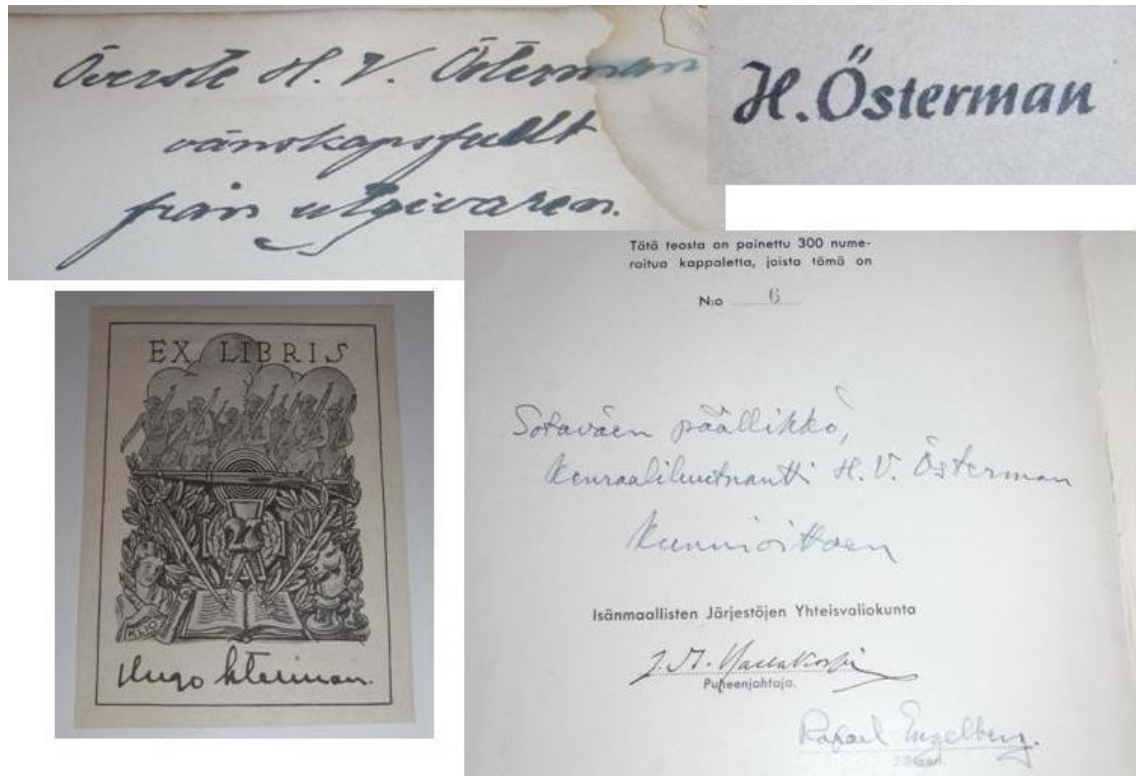 Överste H. V. Österman
vänskapsfullt
från utgivaren.
H. Österman
EX LIBRIS
Hugo Österman.
Tätä teosta on painettu 300 nume-
roitua kappaletta, joista tämä on
N:o 6
Sotaväen päällikkö,
Kenraaliluutnantti H. V. Österman
Kunnioittaen
Isänmaallisten Järjestöjen Yhteisvaliokunta
Puheenjohtaja.
Rafael Engelberg.